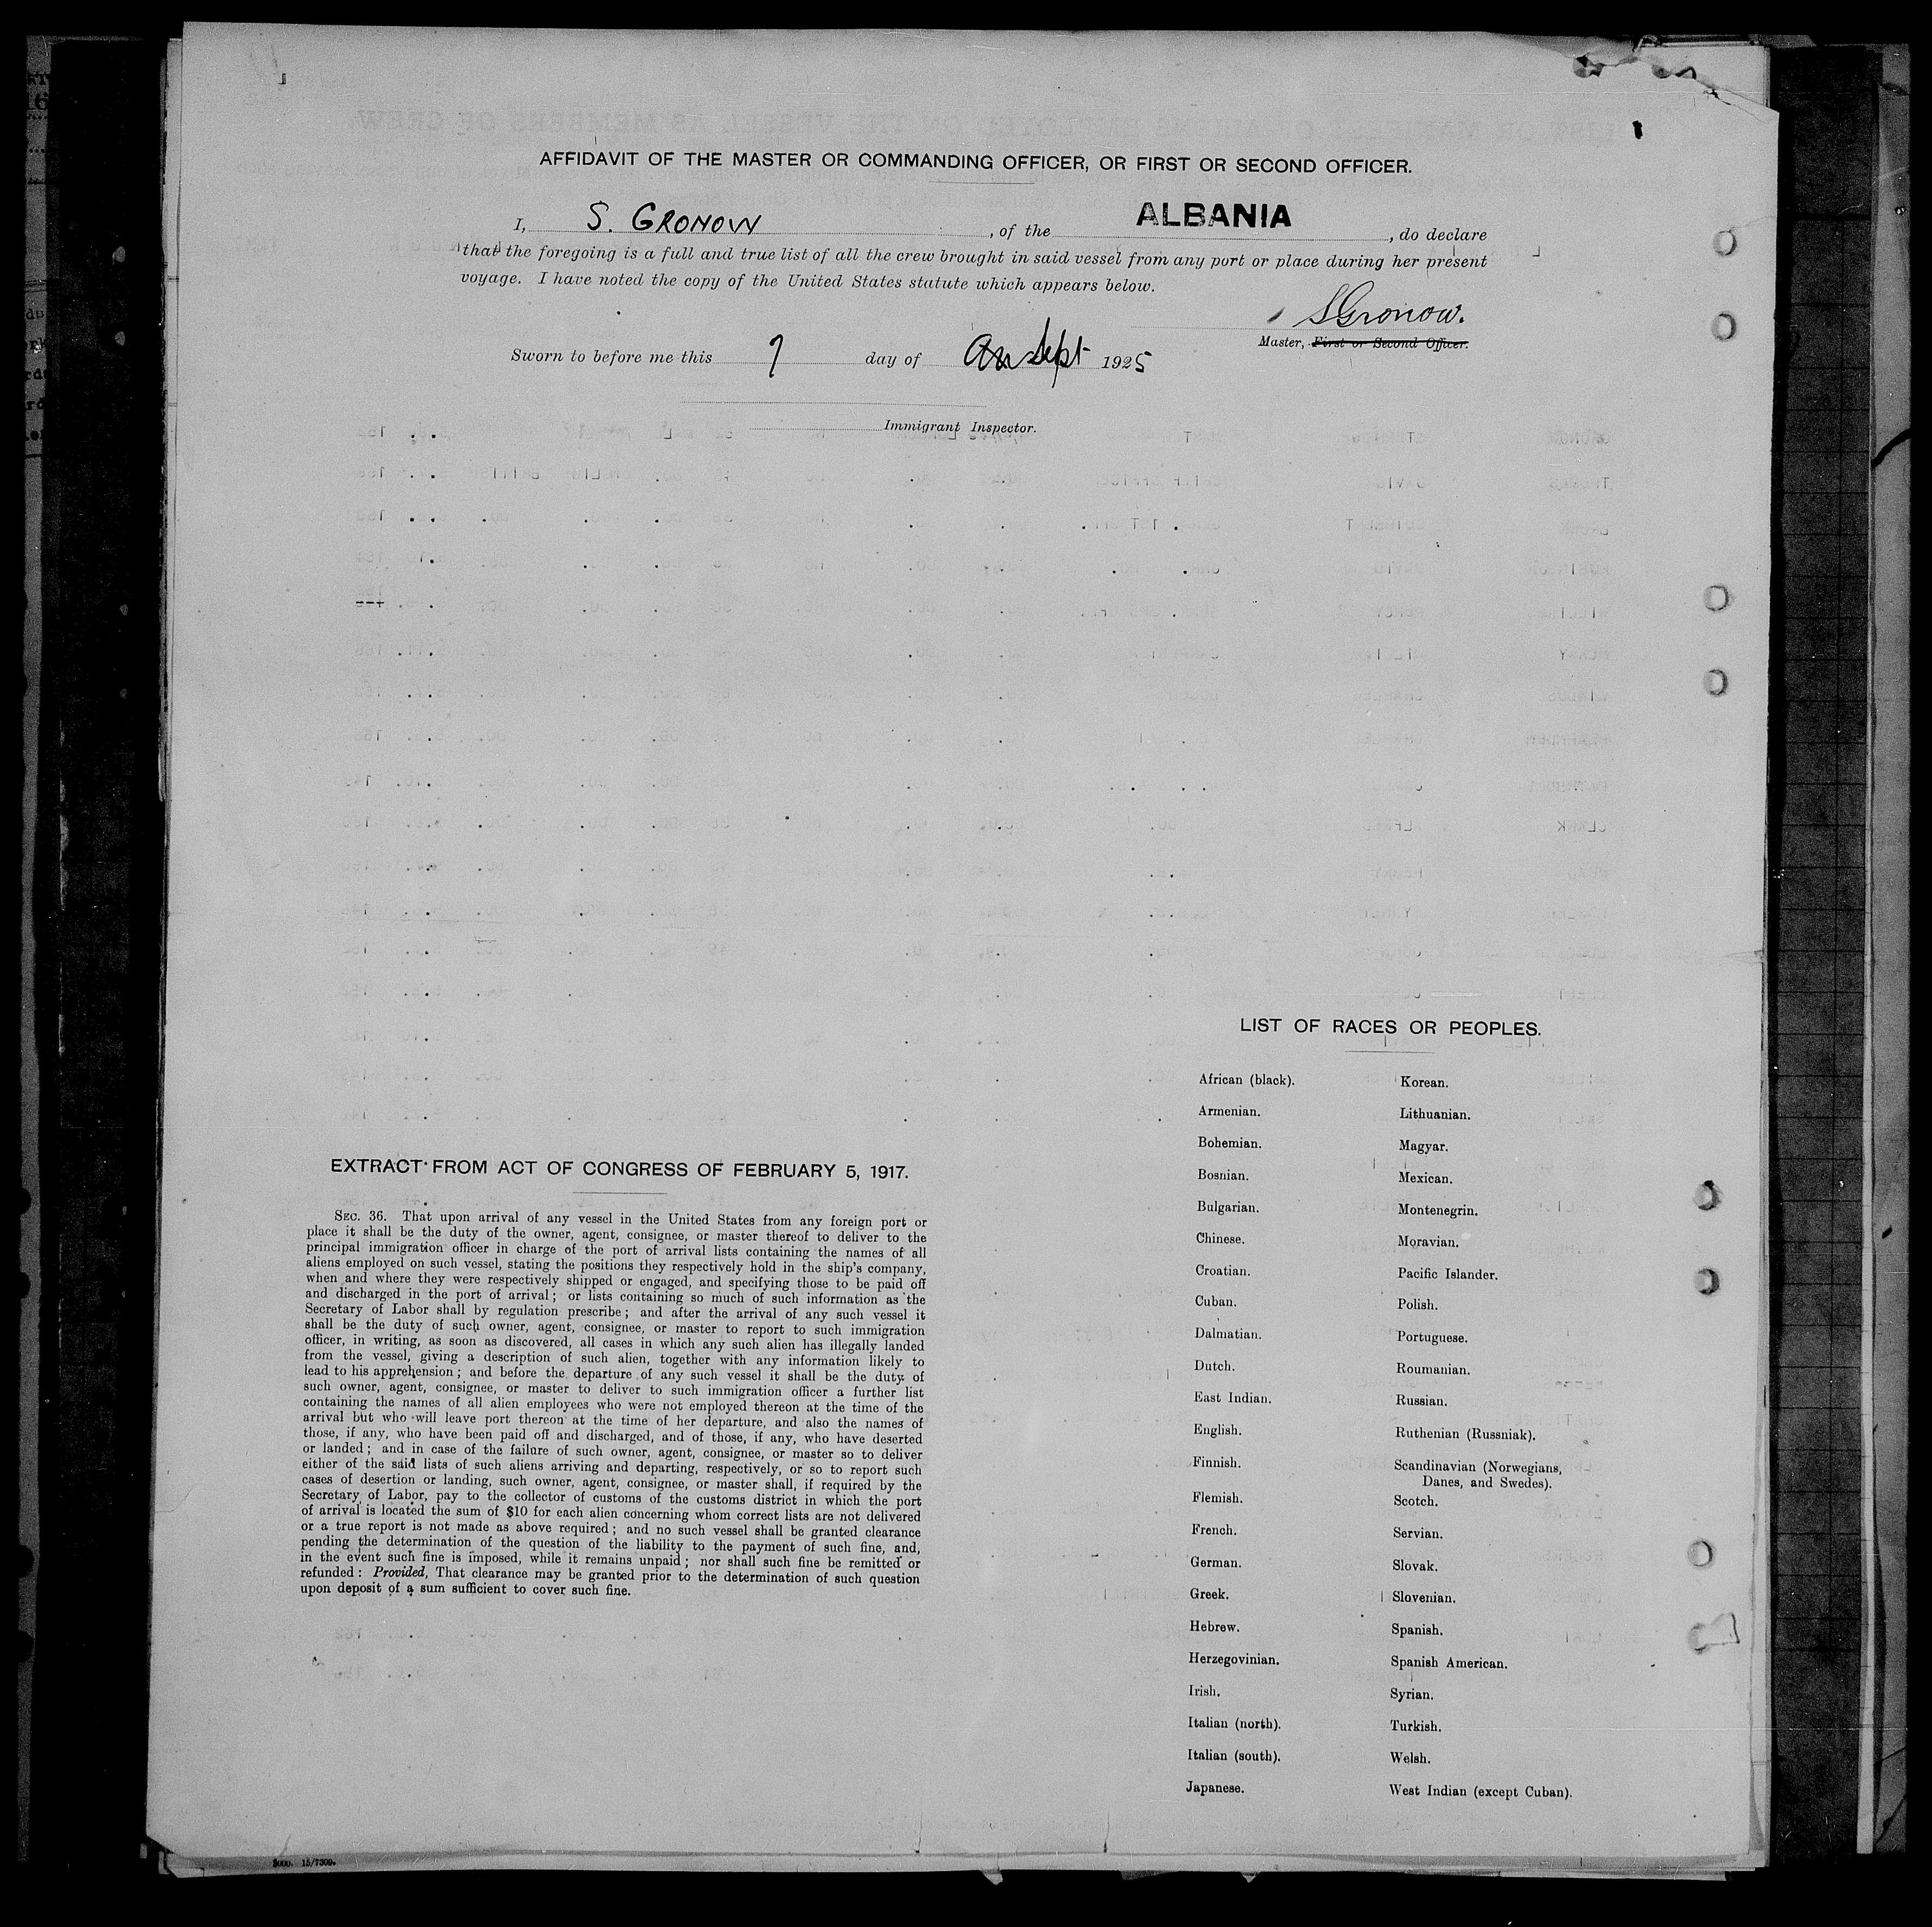 AFFIDAVIT OF THE MASTER OR COMMANDING OFFICER, OR FIRST OR SECOND OFFICER.
I, S. GRONOW, of the ALBANIA, do declare
that the foregoing is a full and true list of all the crew brought in said vessel from any port or place during her present
voyage. I have noted the copy of the United States statute which appears below.
SGronow.
Master, First or Second Officer.
Sworn to before me this 7 day of Sept 1925
Immigrant Inspector.
EXTRACT FROM ACT OF CONGRESS OF FEBRUARY 5, 1917.
SEC. 36. That upon arrival of any vessel in the United States from any foreign port or
place it shall be the duty of the owner, agent, consignee, or master thereof to deliver to the
principal immigration officer in charge of the port of arrival lists containing the names of all
aliens employed on such vessel, stating the positions they respectively hold in the ship's company,
when and where they were respectively shipped or engaged, and specifying those to be paid off
and discharged in the port of arrival; or lists containing so much of such information as the
Secretary of Labor shall by regulation prescribe; and after the arrival of any such vessel it
shall be the duty of such owner, agent, consignee, or master to report to such immigration
officer, in writing, as soon as discovered, all cases in which any such alien has illegally landed
from the vessel, giving a description of such alien, together with any information likely to
lead to his apprehension; and before the departure of any such vessel it shall be the duty of
such owner, agent, consignee, or master to deliver to such immigration officer a further list
containing the names of all alien employees who were not employed thereon at the time of the
arrival but who will leave port thereon at the time of her departure, and also the names of
those, if any, who have been paid off and discharged, and of those, if any, who have deserted
or landed; and in case of the failure of such owner, agent, consignee, or master so to deliver
either of the said lists of such aliens arriving and departing, respectively, or so to report such
cases of desertion or landing, such owner, agent, consignee, or master shall, if required by the
Secretary of Labor, pay to the collector of customs of the customs district in which the port
of arrival is located the sum of $10 for each alien concerning whom correct lists are not delivered
or a true report is not made as above required; and no such vessel shall be granted clearance
pending the determination of the question of the liability to the payment of such fine, and,
in the event such fine is imposed, while it remains unpaid; nor shall such fine be remitted or
refunded: Provided, That clearance may be granted prior to the determination of such question
upon deposit of a sum sufficient to cover such fine.
LIST OF RACES OR PEOPLES.
African (black).
Armenian.
Bohemian.
Bosnian.
Bulgarian.
Chinese.
Croatian.
Cuban.
Dalmatian.
Dutch.
East Indian.
English.
Finnish.
Flemish.
French.
German.
Greek.
Hebrew.
Herzegovinian.
Irish.
Italian (north).
Italian (south).
Japanese.
Korean.
Lithuanian.
Magyar.
Mexican.
Montenegrin.
Moravian.
Pacific Islander.
Polish.
Portuguese.
Roumanian.
Russian.
Ruthenian (Russniak).
Scandinavian (Norwegians,
Danes, and Swedes).
Scotch.
Servian.
Slovak.
Slovenian.
Spanish.
Spanish American.
Syrian.
Turkish.
Welsh.
West Indian (except Cuban).